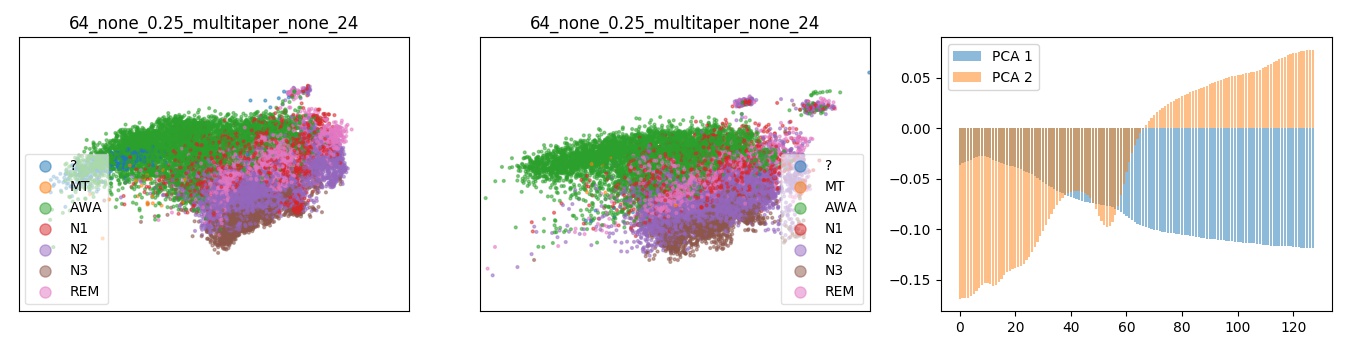 64_none_0.25_multitaper_none_24
?
MT
AWA
N1
N2
N3
REM
64_none_0.25_multitaper_none_24
?
MT
AWA
N1
N2
N3
REM
PCA 1
PCA 2
0.05
0.00
−0.05
−0.10
−0.15
0 20 40 60 80 100 120